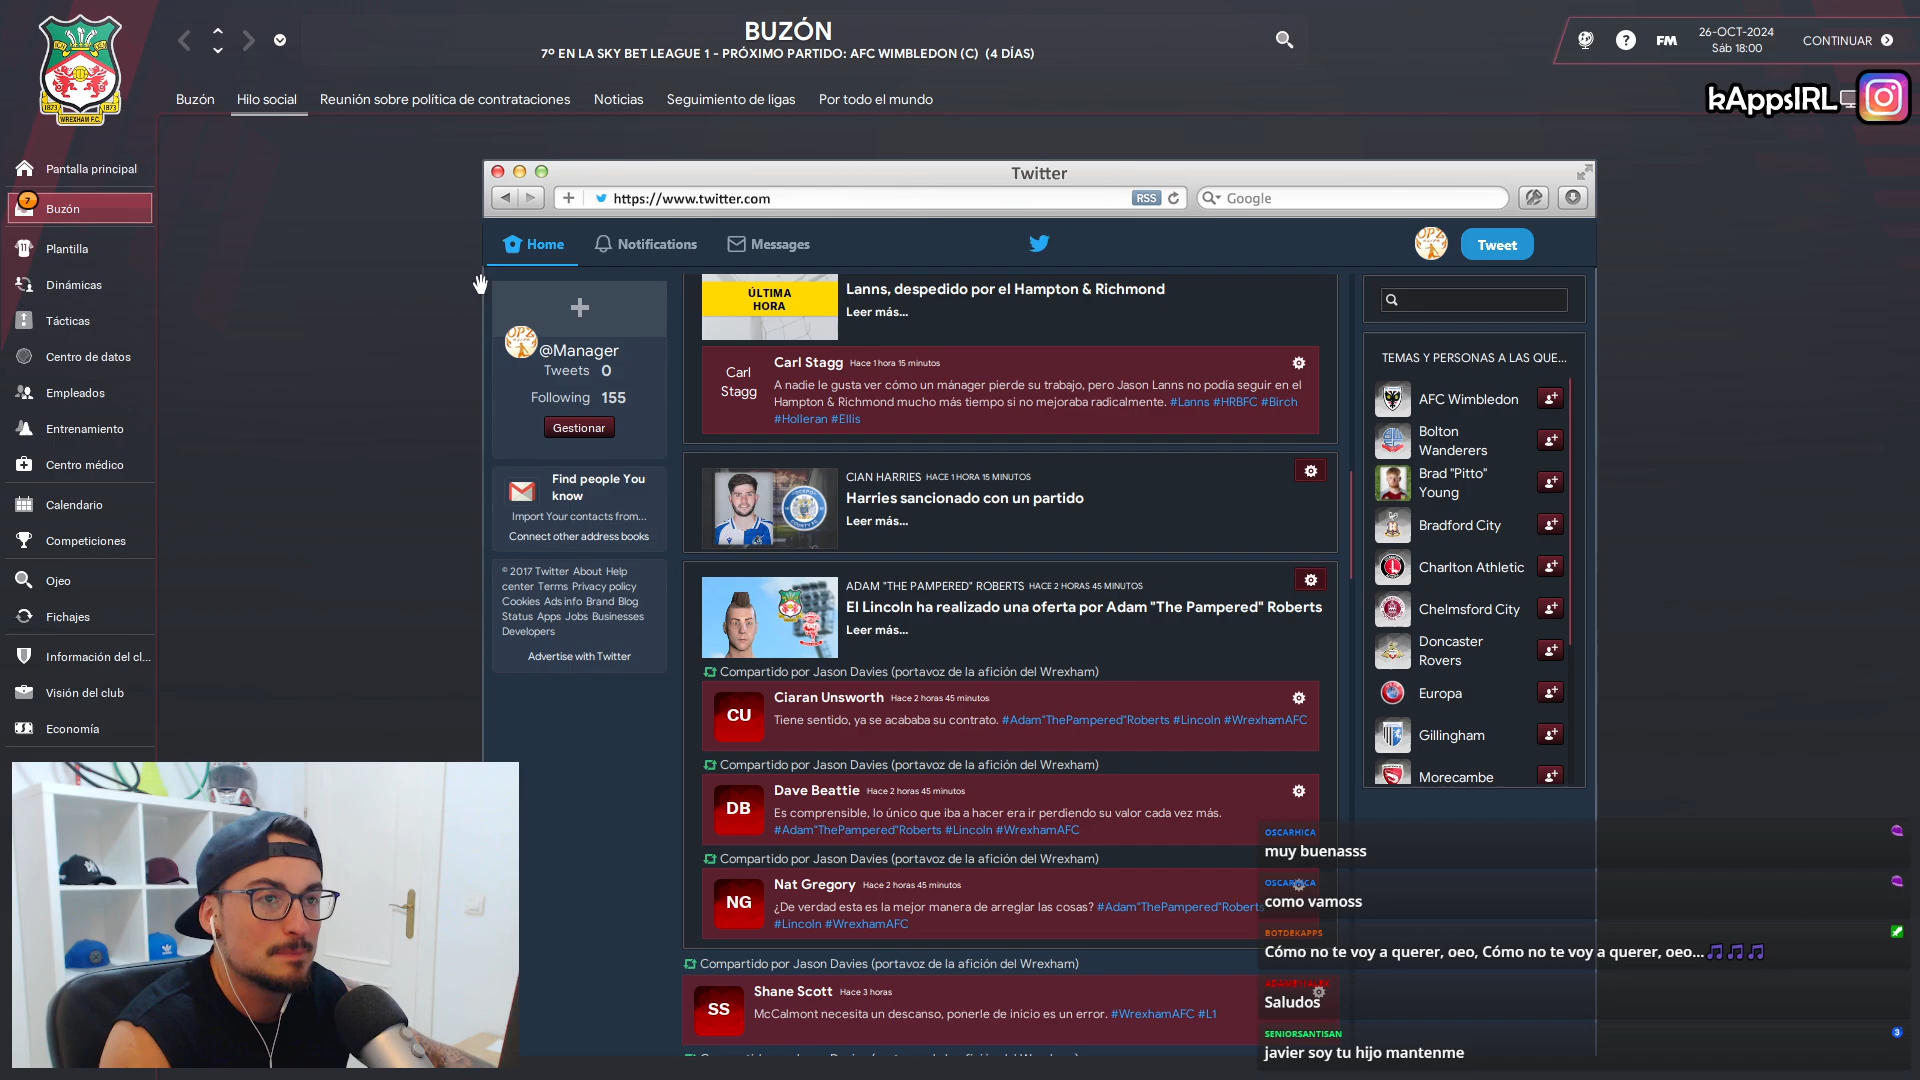 BUZÓN
7º EN LA SKY BET LEAGUE 1 - PRÓXIMO PARTIDO: AFC WIMBLEDON (C) (4 DÍAS)
FM
26-OCT-2024
Sáb 18:00
CONTINUAR
WREXHAM F.C.
1873
1873
Buzón
Hilo social
Reunión sobre política de contrataciones
Noticias
Seguimiento de ligas
Por todo el mundo
kAppsIRL
Pantalla principal
7
Buzón
Plantilla
Dinámicas
Tácticas
Centro de datos
Empleados
Entrenamiento
Centro médico
Calendario
Competiciones
Ojeo
Fichajes
Información del cl...
Visión del club
Economía
Twitter
https://www.twitter.com
RSS
Google
Home
Notifications
Messages
Tweet
@Manager
Tweets 0
Following 155
Gestionar
Find people You
know
Import Your contacts from...
Connect other address books
© 2017 Twitter About Help
center Terms Privacy policy
Cookies Ads info Brand Blog
Status Apps Jobs Businesses
Developers
Advertise with Twitter
ÚLTIMA
HORA
Lanns, despedido por el Hampton & Richmond
Leer más...
Carl
Stagg
Carl Stagg Hace 1 hora 15 minutos
A nadie le gusta ver cómo un mánager pierde su trabajo, pero Jason Lanns no podía seguir en el
Hampton & Richmond mucho más tiempo si no mejoraba radicalmente. #Lanns #HRBFC #Birch
#Holleran #Ellis
CIAN HARRIES HACE 1 HORA 15 MINUTOS
Harries sancionado con un partido
Leer más...
ADAM "THE PAMPERED" ROBERTS HACE 2 HORAS 45 MINUTOS
El Lincoln ha realizado una oferta por Adam "The Pampered" Roberts
Leer más...
Compartido por Jason Davies (portavoz de la afición del Wrexham)
CU
Ciaran Unsworth Hace 2 horas 45 minutos
Tiene sentido, ya se acababa su contrato. #Adam"ThePampered"Roberts #Lincoln #WrexhamAFC
Compartido por Jason Davies (portavoz de la afición del Wrexham)
DB
Dave Beattie Hace 2 horas 45 minutos
Es comprensible, lo único que iba a hacer era ir perdiendo su valor cada vez más.
#Adam"ThePampered"Roberts #Lincoln #WrexhamAFC
Compartido por Jason Davies (portavoz de la afición del Wrexham)
NG
Nat Gregory Hace 2 horas 45 minutos
¿De verdad esta es la mejor manera de arreglar las cosas? #Adam"ThePampered"Roberts
#Lincoln #WrexhamAFC
Compartido por Jason Davies (portavoz de la afición del Wrexham)
SS
Shane Scott Hace 3 horas
McCalmont necesita un descanso, ponerle de inicio es un error. #WrexhamAFC #L1
TEMAS Y PERSONAS A LAS QUE...
AFC Wimbledon
Bolton
Wanderers
Brad "Pitto"
Young
Bradford City
Charlton Athletic
Chelmsford City
Doncaster
Rovers
Europa
Gillingham
Morecambe
OSCARHICA
muy buenasss
OSCARHICA
como vamoss
BOTDEKAPPS
Cómo no te voy a querer, oeo, Cómo no te voy a querer, oeo...
Saludos
SENIORSANTISAN
3
javier soy tu hijo mantenme